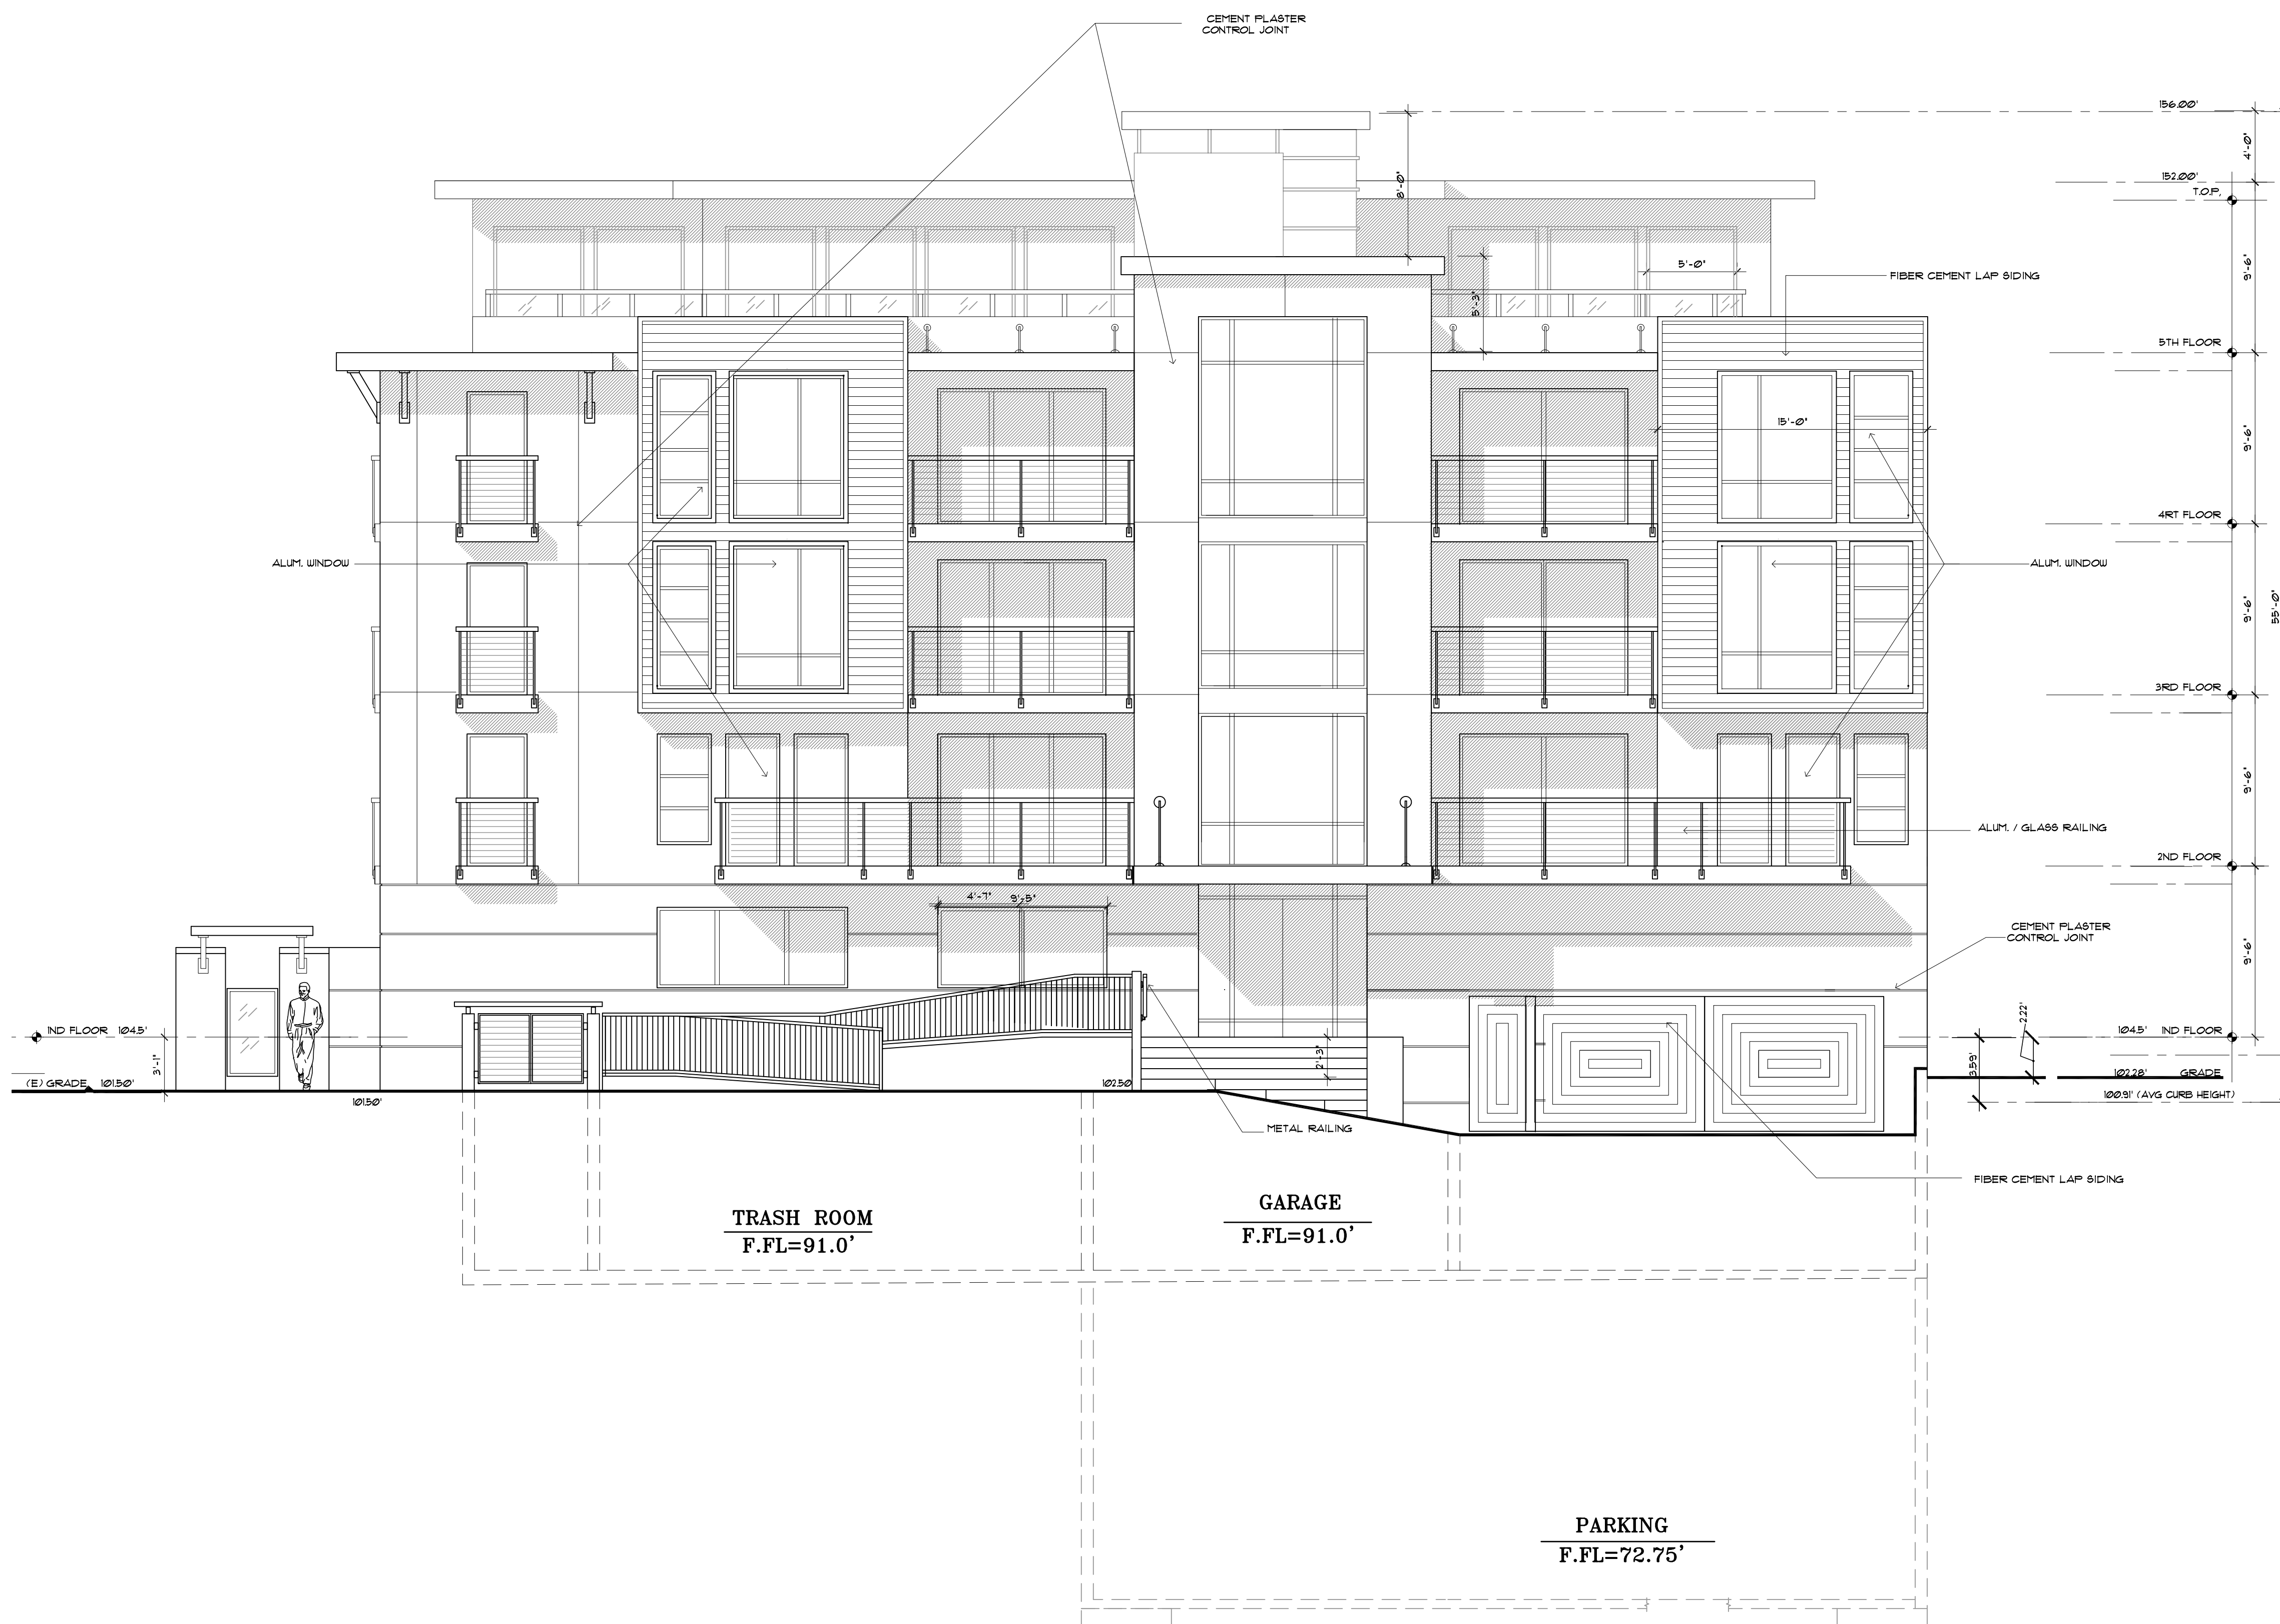 CEMENT PLASTER
CONTROL JOINT
156.00'
4'-0"
152.00'
T.O.P,
8'-0"
5'-0"
5'-3"
FIBER CEMENT LAP SIDING
9'-6"
5TH FLOOR
15'-0"
9'-6"
4RT FLOOR
ALUM. WINDOW
ALUM. WINDOW
9'-6"
55'-0"
3RD FLOOR
9'-6"
ALUM. / GLASS RAILING
2ND FLOOR
4'-7"
9'-5"
CEMENT PLASTER
CONTROL JOINT
9'-6"
2.22'
IND FLOOR 104.5'
104.5' IND FLOOR
3'-1"
2'-3"
3.59'
(E) GRADE 101.50'
102.50
102.28' GRADE
101.50'
100.91' (AVG CURB HEIGHT)
METAL RAILING
FIBER CEMENT LAP SIDING
TRASH ROOM
F.FL=91.0'
GARAGE
F.FL=91.0'
PARKING
F.FL=72.75'